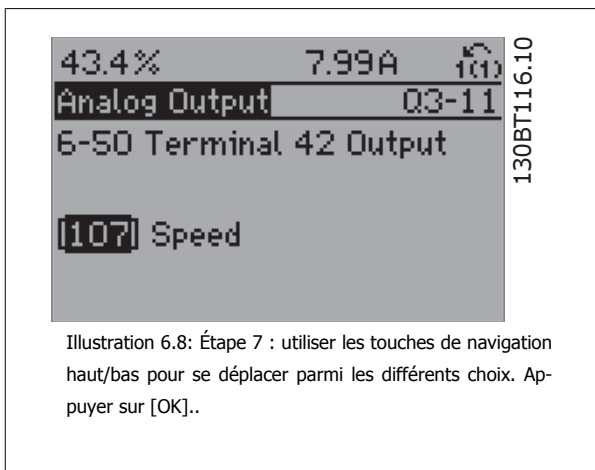 43.4% 7.99A 1(1)
Analog Output Q3-11
6-50 Terminal 42 Output
[107] Speed
130BT116.10
Illustration 6.8: Étape 7 : utiliser les touches de navigation
haut/bas pour se déplacer parmi les différents choix. Ap-
puyer sur [OK]..